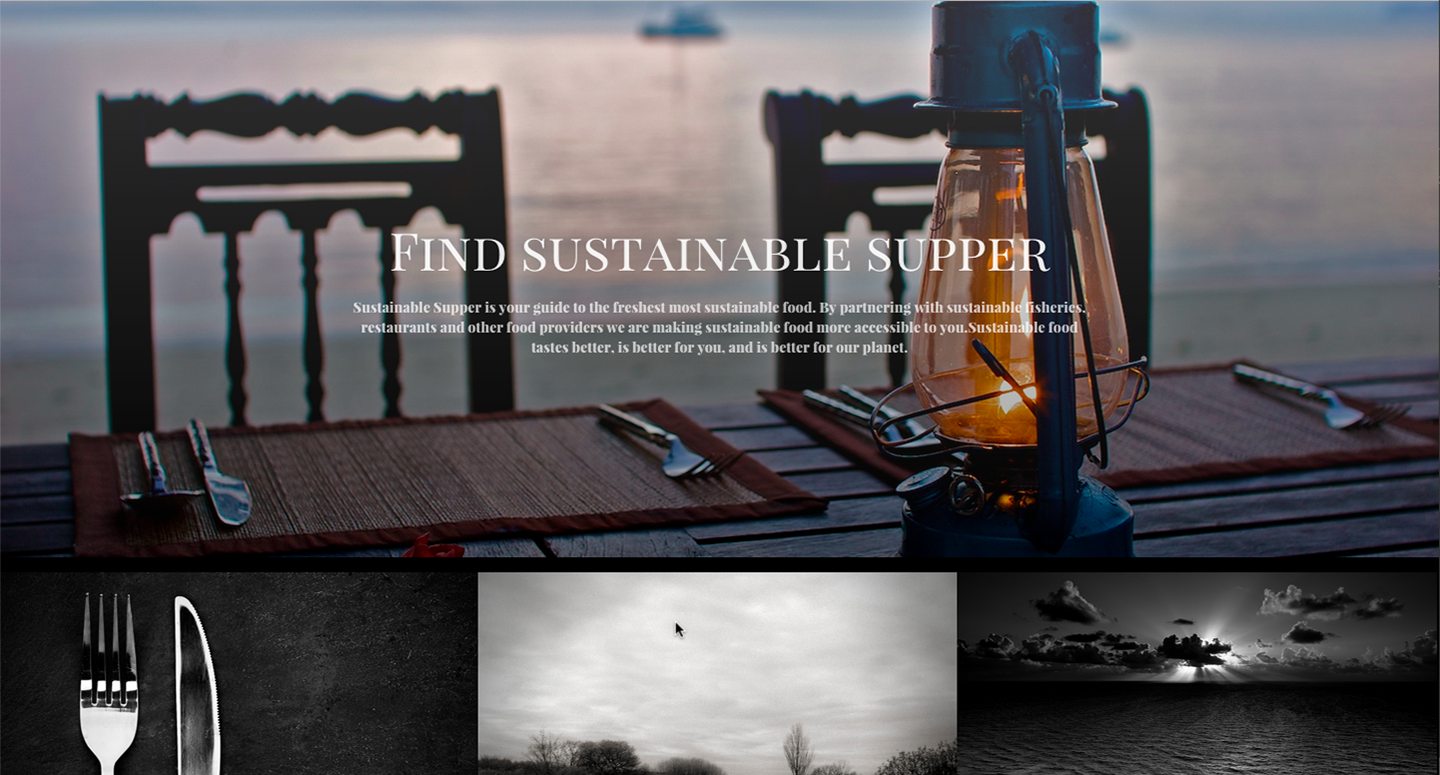 Find sustainable supper
Sustainable Supper is your guide to the freshest most sustainable food. By partnering with sustainable fisheries,
restaurants and other food providers we are making sustainable food more accessible to you.Sustainable food
tastes better, is better for you, and is better for our planet.